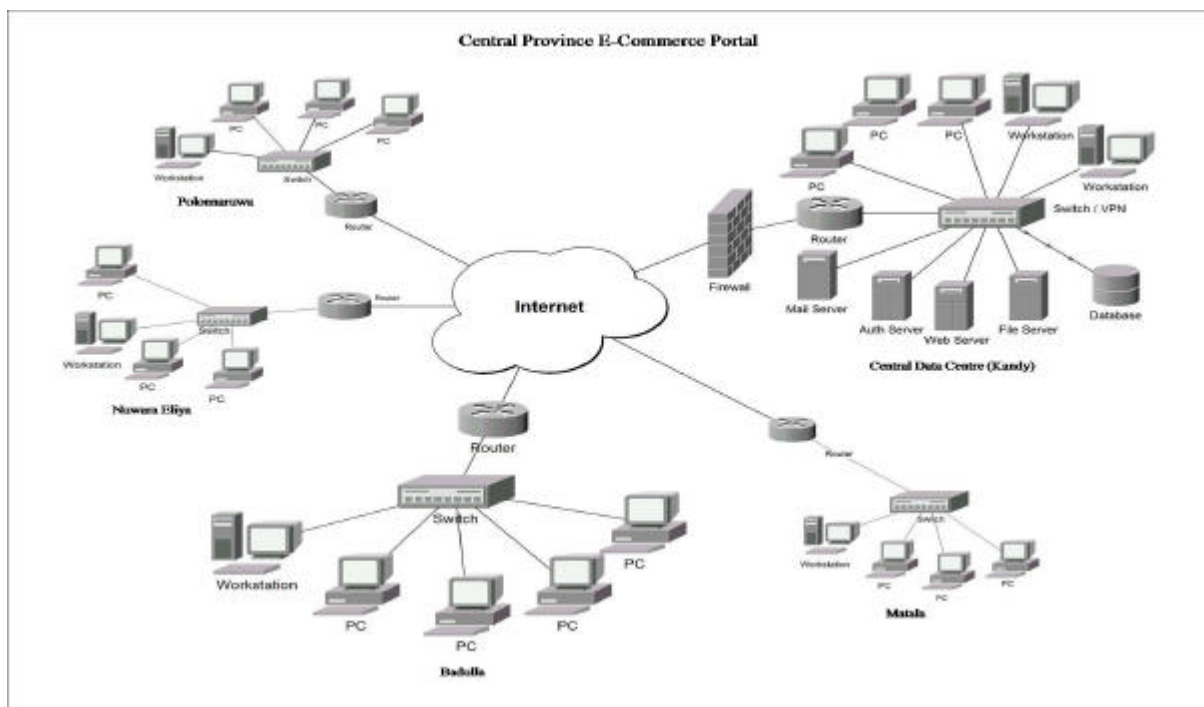 Central Province E-Commerce Portal
PC
PC
PC
Workstation
Switch
Polonnaruwa
Router
PC
PC
Workstation
PC
Workstation
Switch / VPN
Router
Firewall
Mail Server
Auth Server
Web Server
File Server
Database
Central Data Centre (Kandy)
Internet
PC
Router
Switch
Workstation
PC
PC
Nuwara Eliya
Router
Switch
Workstation
PC
PC
PC
PC
Badulla
Router
Switch
Workstation
PC
PC
PC
Matala